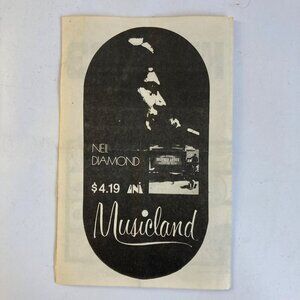 NEIL
DIAMOND
$4.19
Musicland